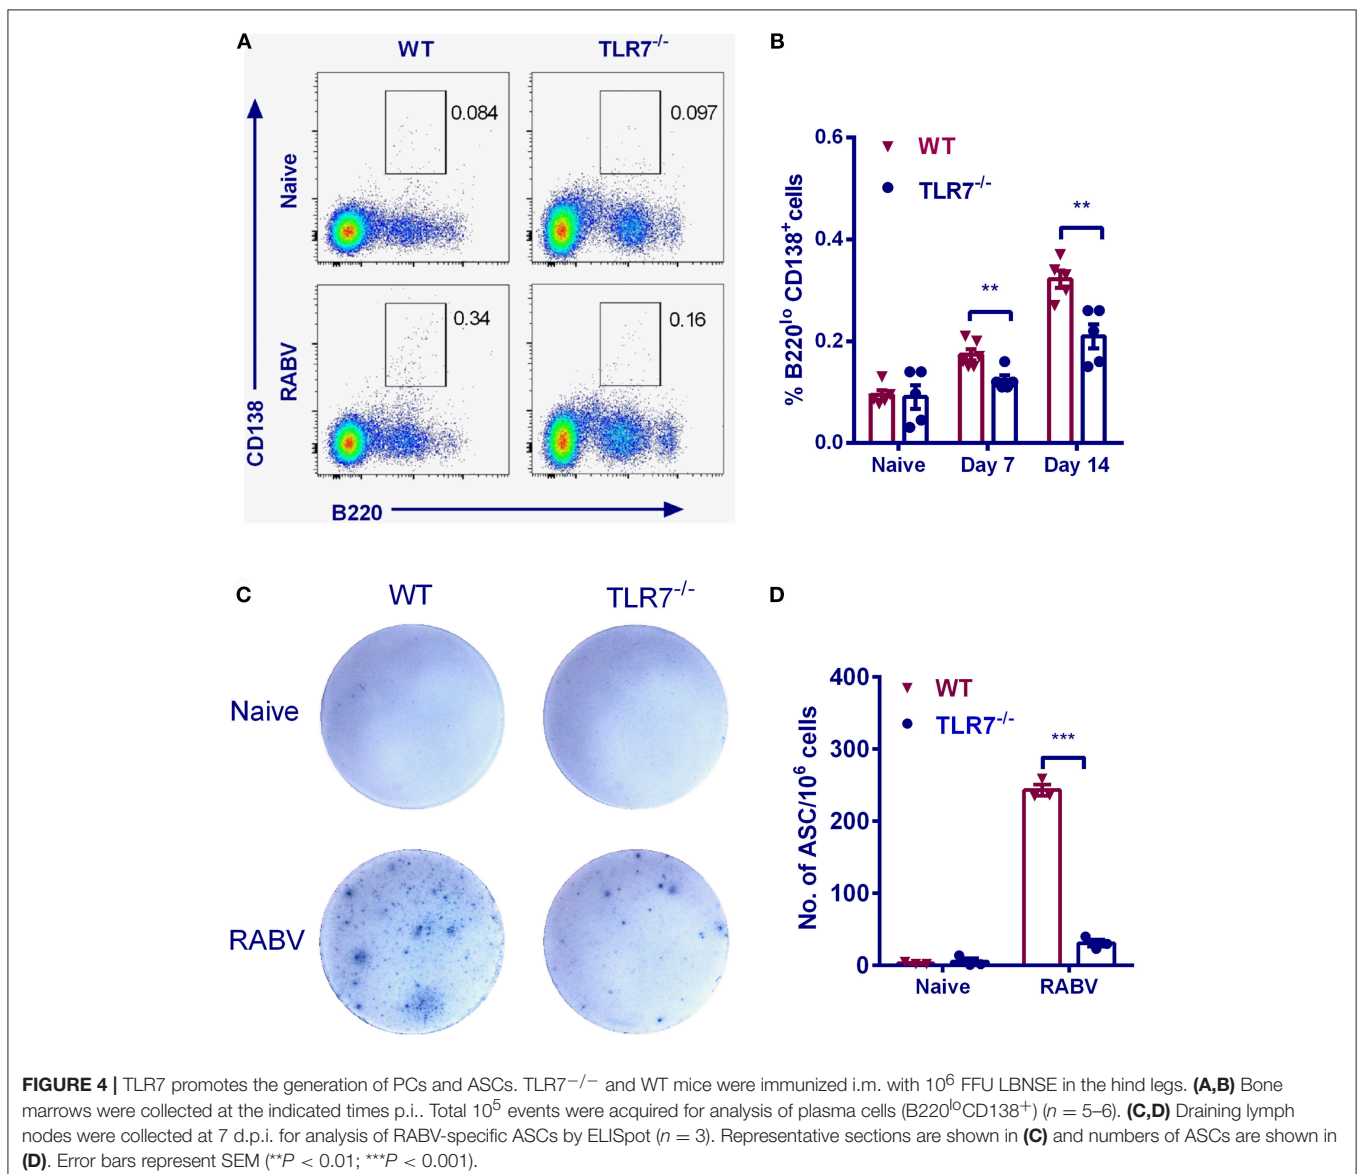 A
WT
TLR7-/-
CD138
Naive
0.084
0.097
RABV
0.34
0.16
B220
B
% B220lo CD138+cells
0.6
0.4
0.2
0.0
WT
TLR7-/-
**
**
Naive
Day 7
Day 14
C
WT
TLR7-/-
Naive
RABV
D
No. of ASC/10^6 cells
400
300
200
100
0
WT
TLR7-/-
***
Naive
RABV
FIGURE 4 | TLR7 promotes the generation of PCs and ASCs. TLR7−/− and WT mice were immunized i.m. with 10^6 FFU LBNSE in the hind legs. (A,B) Bone
marrows were collected at the indicated times p.i.. Total 10^5 events were acquired for analysis of plasma cells (B220loCD138+) (n = 5–6). (C,D) Draining lymph
nodes were collected at 7 d.p.i. for analysis of RABV-specific ASCs by ELISpot (n = 3). Representative sections are shown in (C) and numbers of ASCs are shown in
(D). Error bars represent SEM (**P < 0.01; ***P < 0.001).